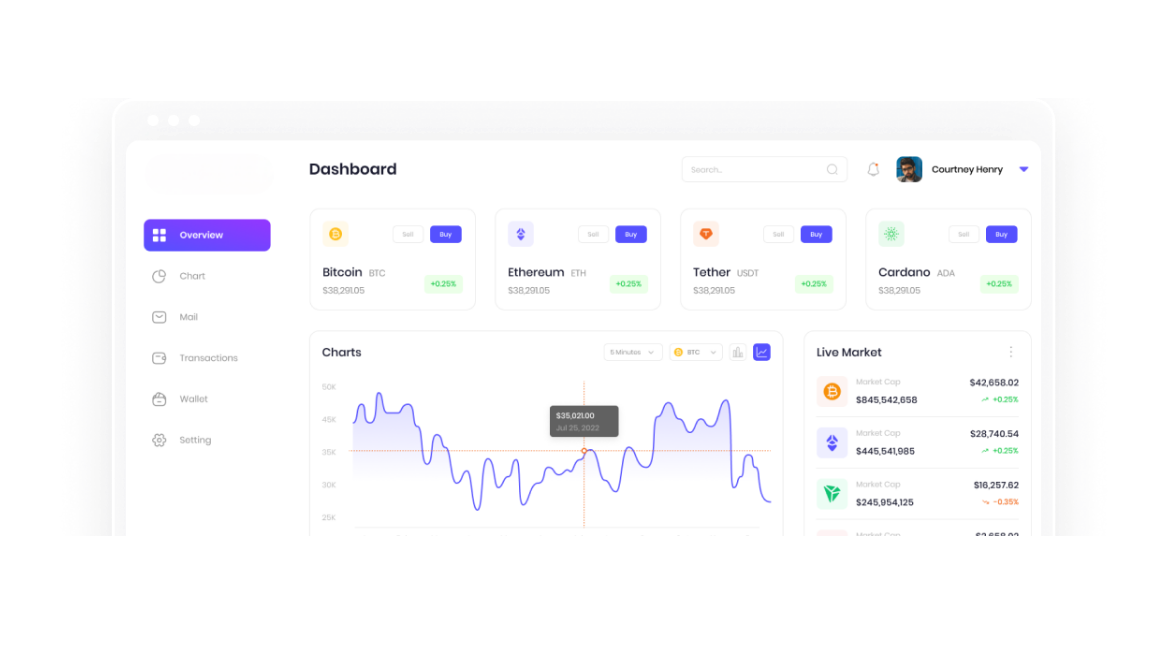 Dashboard
Search..
Courtney Henry
Overview
Chart
Mail
Transactions
Wallet
Setting
Sell
Buy
Bitcoin BTC
$38,291.05
+0.25%
Sell
Buy
Ethereum ETH
$38,291.05
+0.25%
Sell
Buy
Tether USDT
$38,291.05
+0.25%
Sell
Buy
Cardano ADA
$38,291.05
+0.25%
Charts
5 Minutes
BTC
50K
45K
35K
30K
25K
$35,021.00
Jul 25, 2022
Live Market
Market Cap
$42,658.02
$845,542,658
+0.25%
Market Cap
$28,740.54
$445,541,985
+0.25%
Market Cap
$16,257.62
$245,954,125
-0.35%
Market Cap